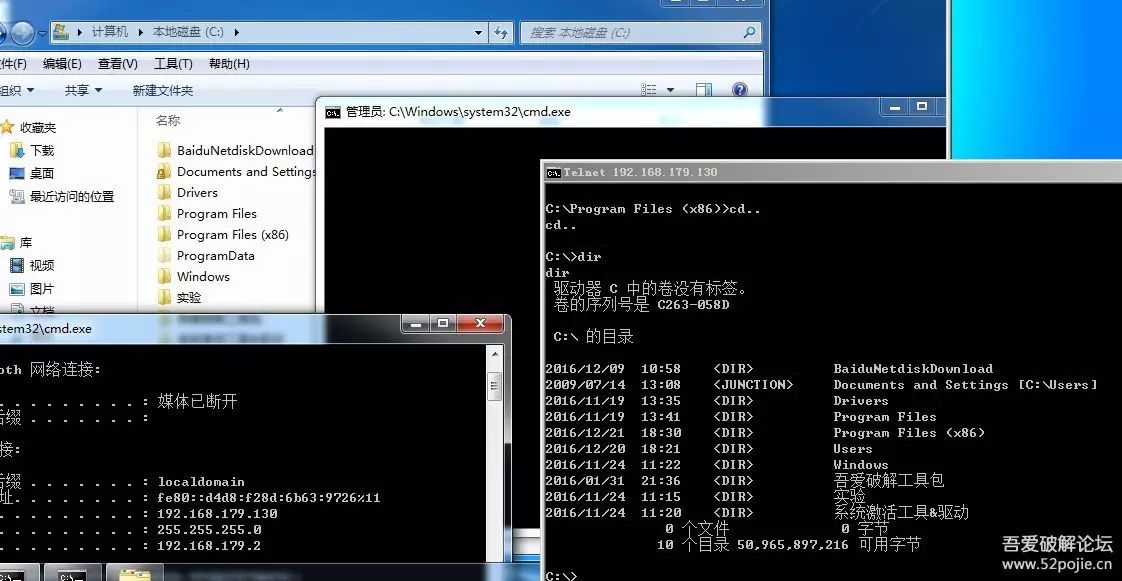 计算机 本地磁盘 (C:)
搜索 本地磁盘 (C:)
件(F) 编辑(E) 查看(V) 工具(T) 帮助(H)
组织 共享 新建文件夹
名称
收藏夹
下载
桌面
最近访问的位置
库
视频
图片
文档
BaiduNetdiskDownload
Documents and Settings
Drivers
Program Files
Program Files (x86)
ProgramData
Windows
实验
管理员: C:\Windows\system32\cmd.exe
stem32\cmd.exe
oth 网络连接:
. . . . . . . . . : 媒体已断开
后缀 . . . . . . . :
接:
后缀 . . . . . . . : localdomain
址. . . . . . . . : fe80::d4d8:f28d:6b63:9726%11
. . . . . . . . . : 192.168.179.130
. . . . . . . . . : 255.255.255.0
. . . . . . . . . : 192.168.179.2
Telnet 192.168.179.130
C:\Program Files (x86)>cd..
cd..
C:\>dir
dir
驱动器 C 中的卷没有标签。
卷的序列号是 C263-058D
C:\ 的目录
2016/12/09 10:58 <DIR> BaiduNetdiskDownload
2009/07/14 13:08 <JUNCTION> Documents and Settings [C:\Users]
2016/11/19 13:35 <DIR> Drivers
2016/11/19 13:41 <DIR> Program Files
2016/12/21 18:30 <DIR> Program Files (x86)
2016/12/20 18:21 <DIR> Users
2016/11/24 11:22 <DIR> Windows
2016/01/31 21:36 <DIR> 吾爱破解工具包
2016/11/24 11:15 <DIR> 实验
2016/11/24 11:20 <DIR> 系统激活工具&驱动
0 个文件 0 字节
10 个目录 50,965,897,216 可用字节
C:\>
吾爱破解论坛
www.52pojie.cn